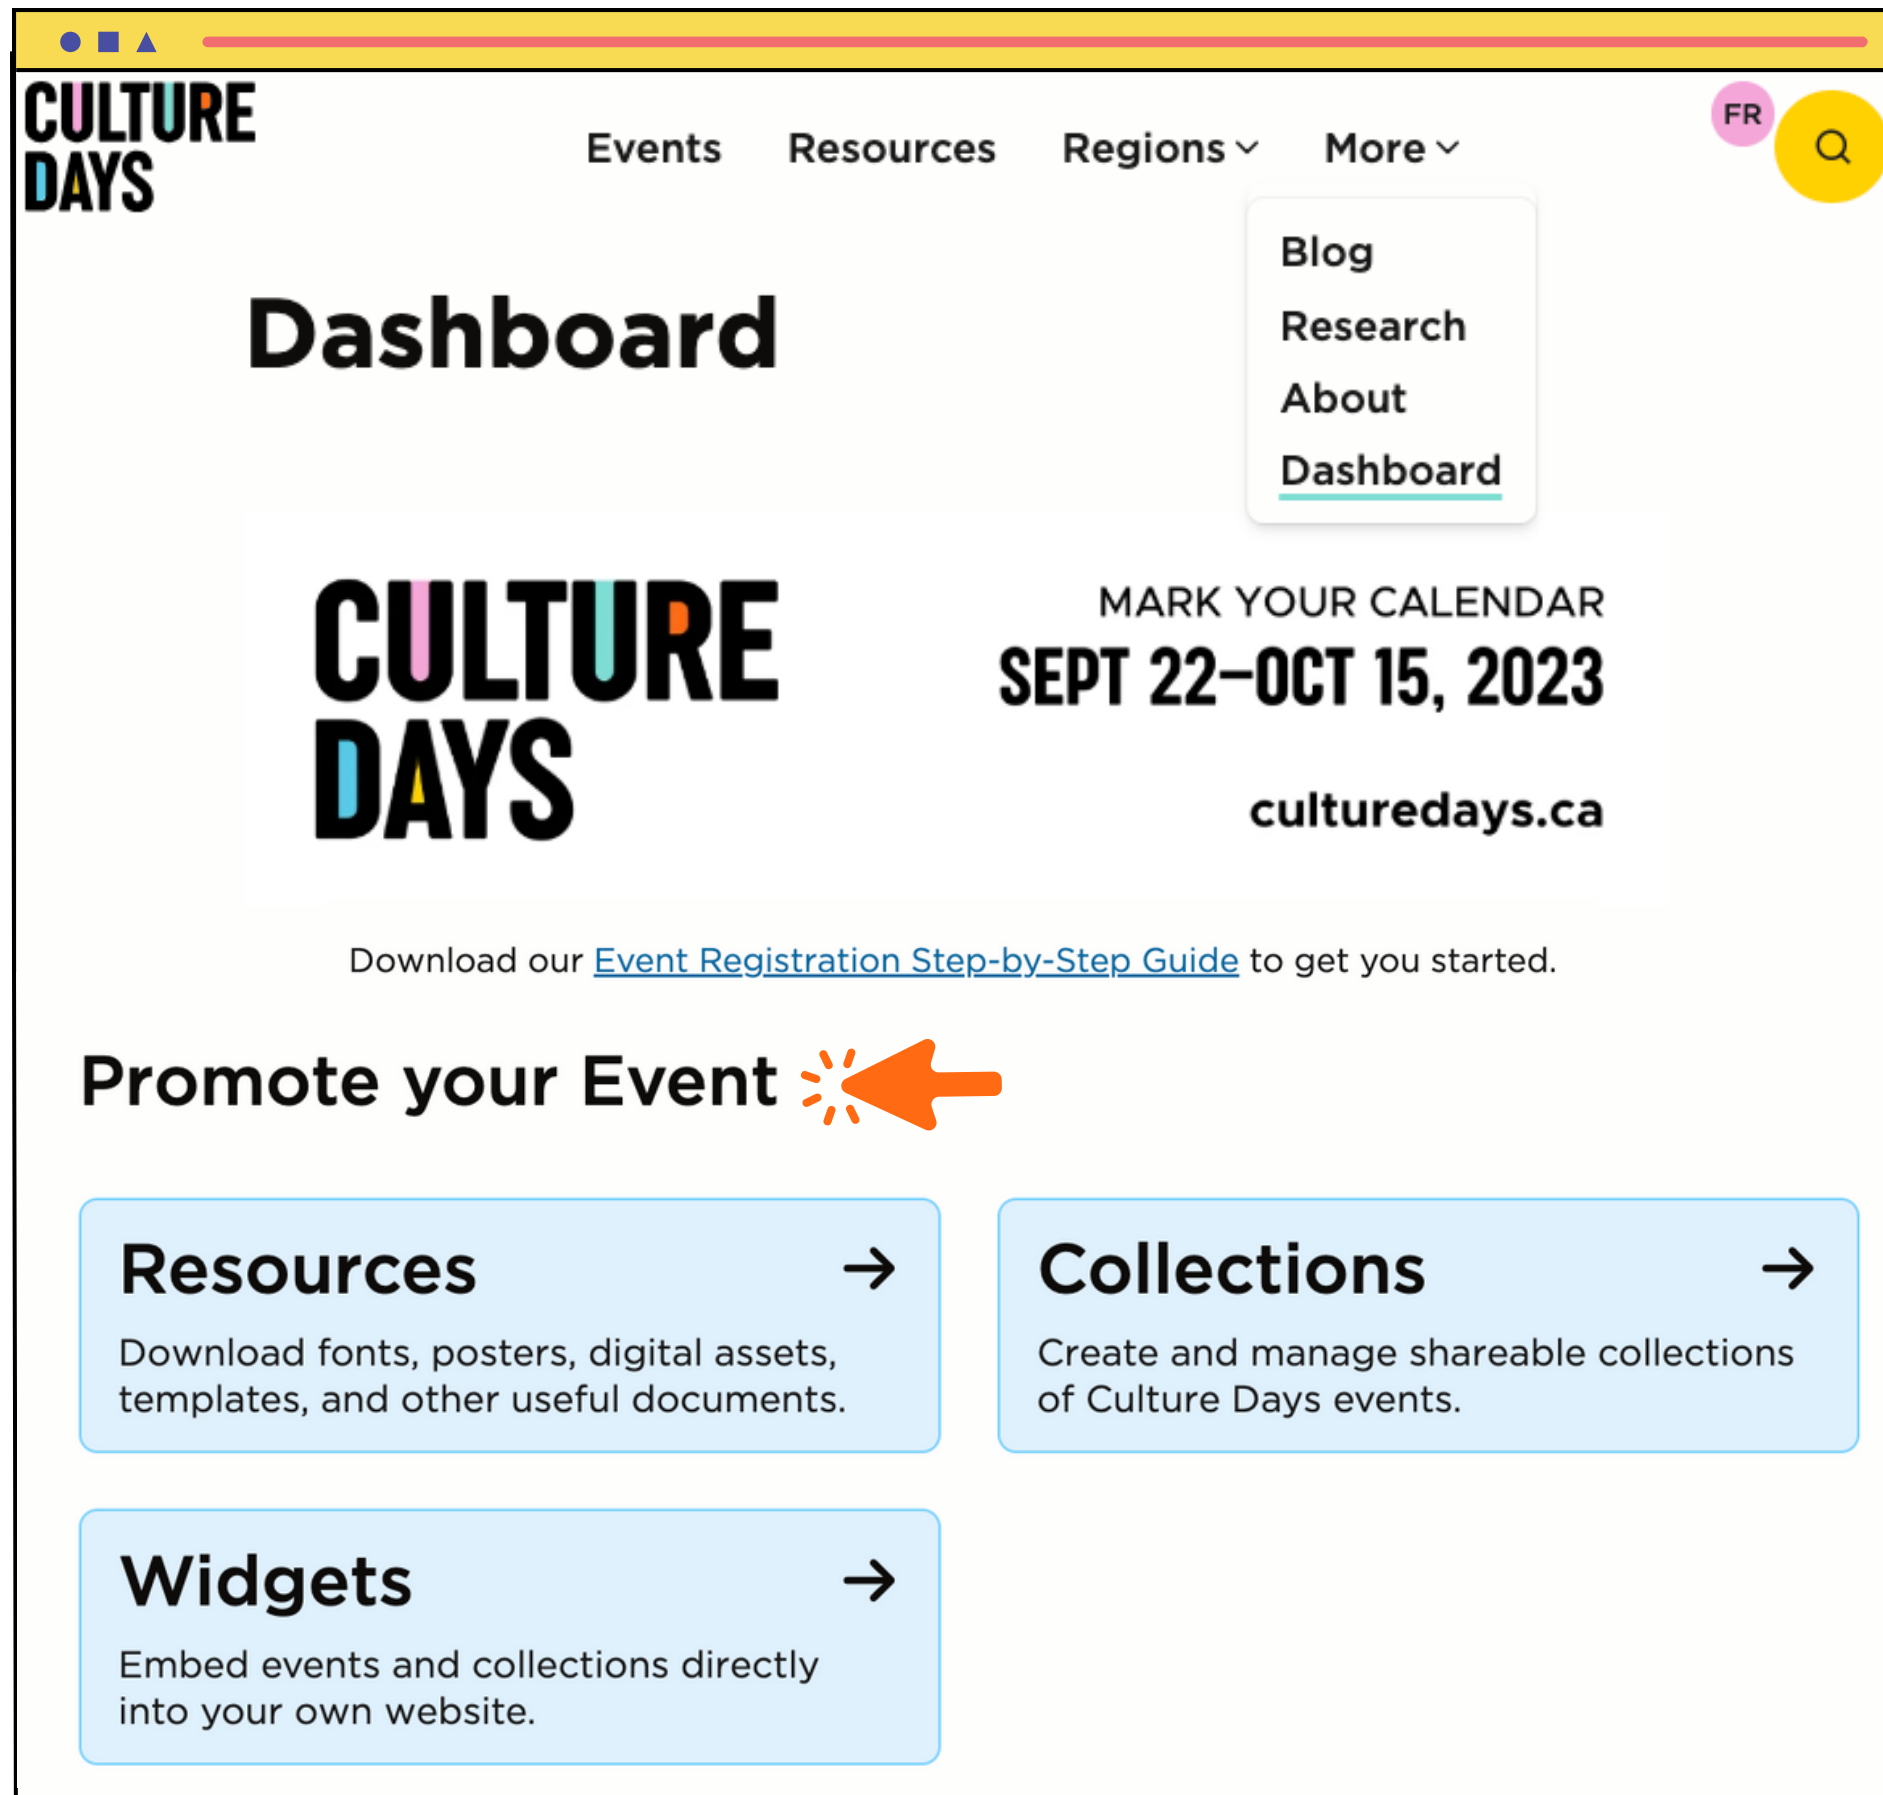 CULTURE
DAYS
Events Resources Regions More
FR
Blog
Research
About
Dashboard
Dashboard
CULTURE
DAYS
MARK YOUR CALENDAR
SEPT 22–OCT 15, 2023
culturedays.ca
Download our Event Registration Step-by-Step Guide to get you started.
Promote your Event
Resources
Download fonts, posters, digital assets,
templates, and other useful documents.
Collections
Create and manage shareable collections
of Culture Days events.
Widgets
Embed events and collections directly
into your own website.